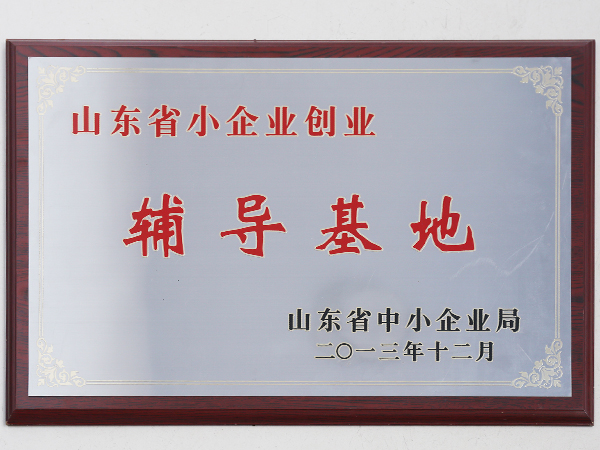 山东省小企业创业
辅导基地
山东省中小企业局
二〇一三年十二月